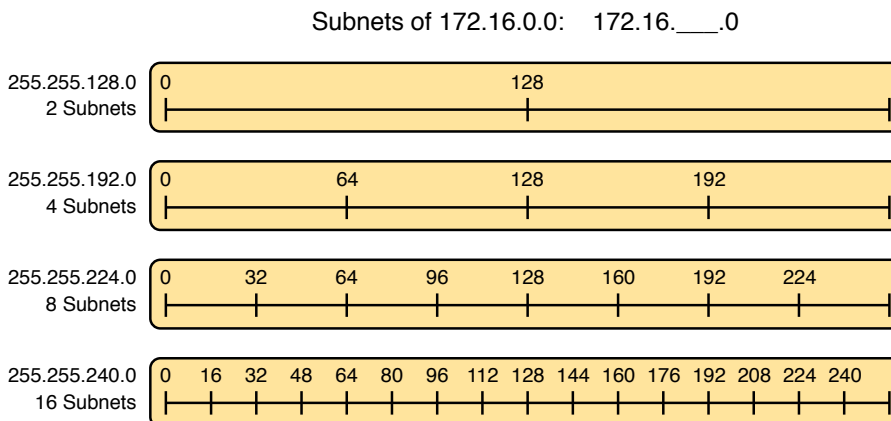 Subnets of 172.16.0.0: 172.16.___.0
255.255.128.0 0 128
2 Subnets
255.255.192.0 0 64 128 192
4 Subnets
255.255.224.0 0 32 64 96 128 160 192 224
8 Subnets
255.255.240.0 0 16 32 48 64 80 96 112 128 144 160 176 192 208 224 240
16 Subnets